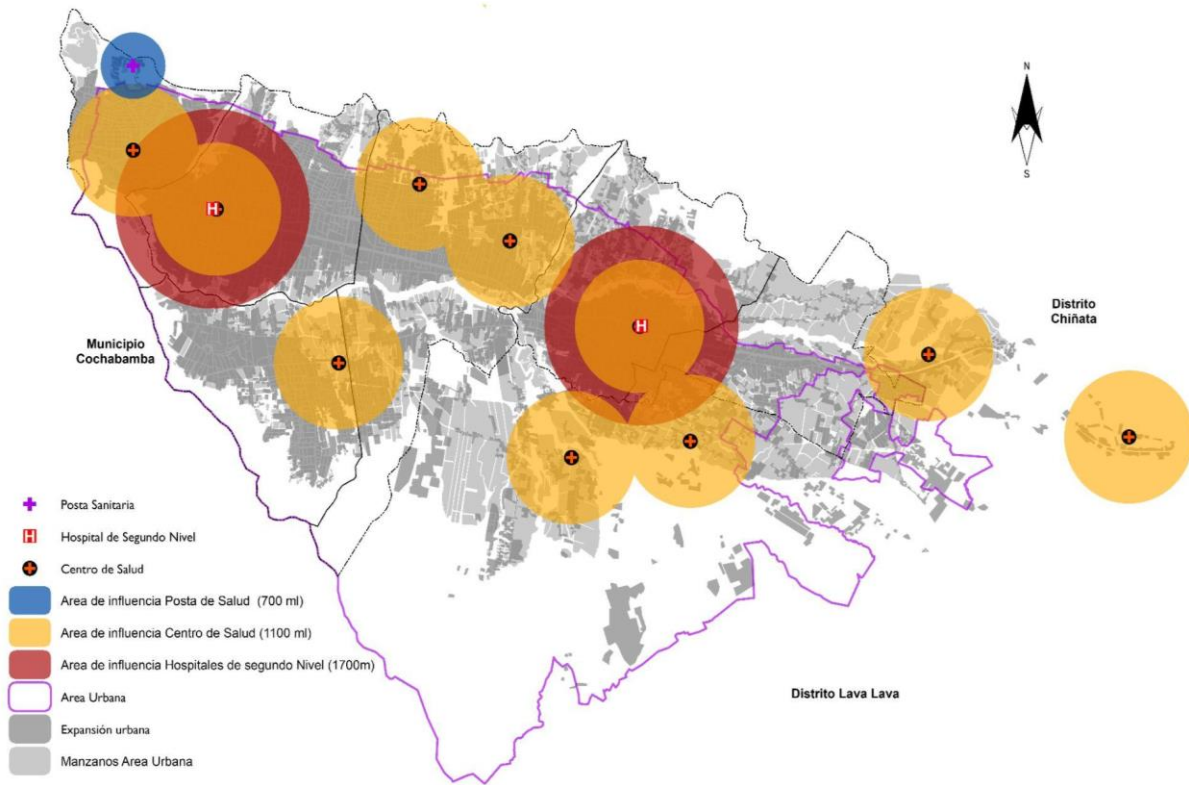 N
S
Distrito
Chiñata
Municipio
Cochabamba
H
H
Posta Sanitaria
H
Hospital de Segundo Nivel
Centro de Salud
Area de influencia Posta de Salud (700 ml)
Area de influencia Centro de Salud (1100 ml)
Area de influencia Hospitales de segundo Nivel (1700m)
Area Urbana
Distrito Lava Lava
Expansión urbana
Manzanos Area Urbana